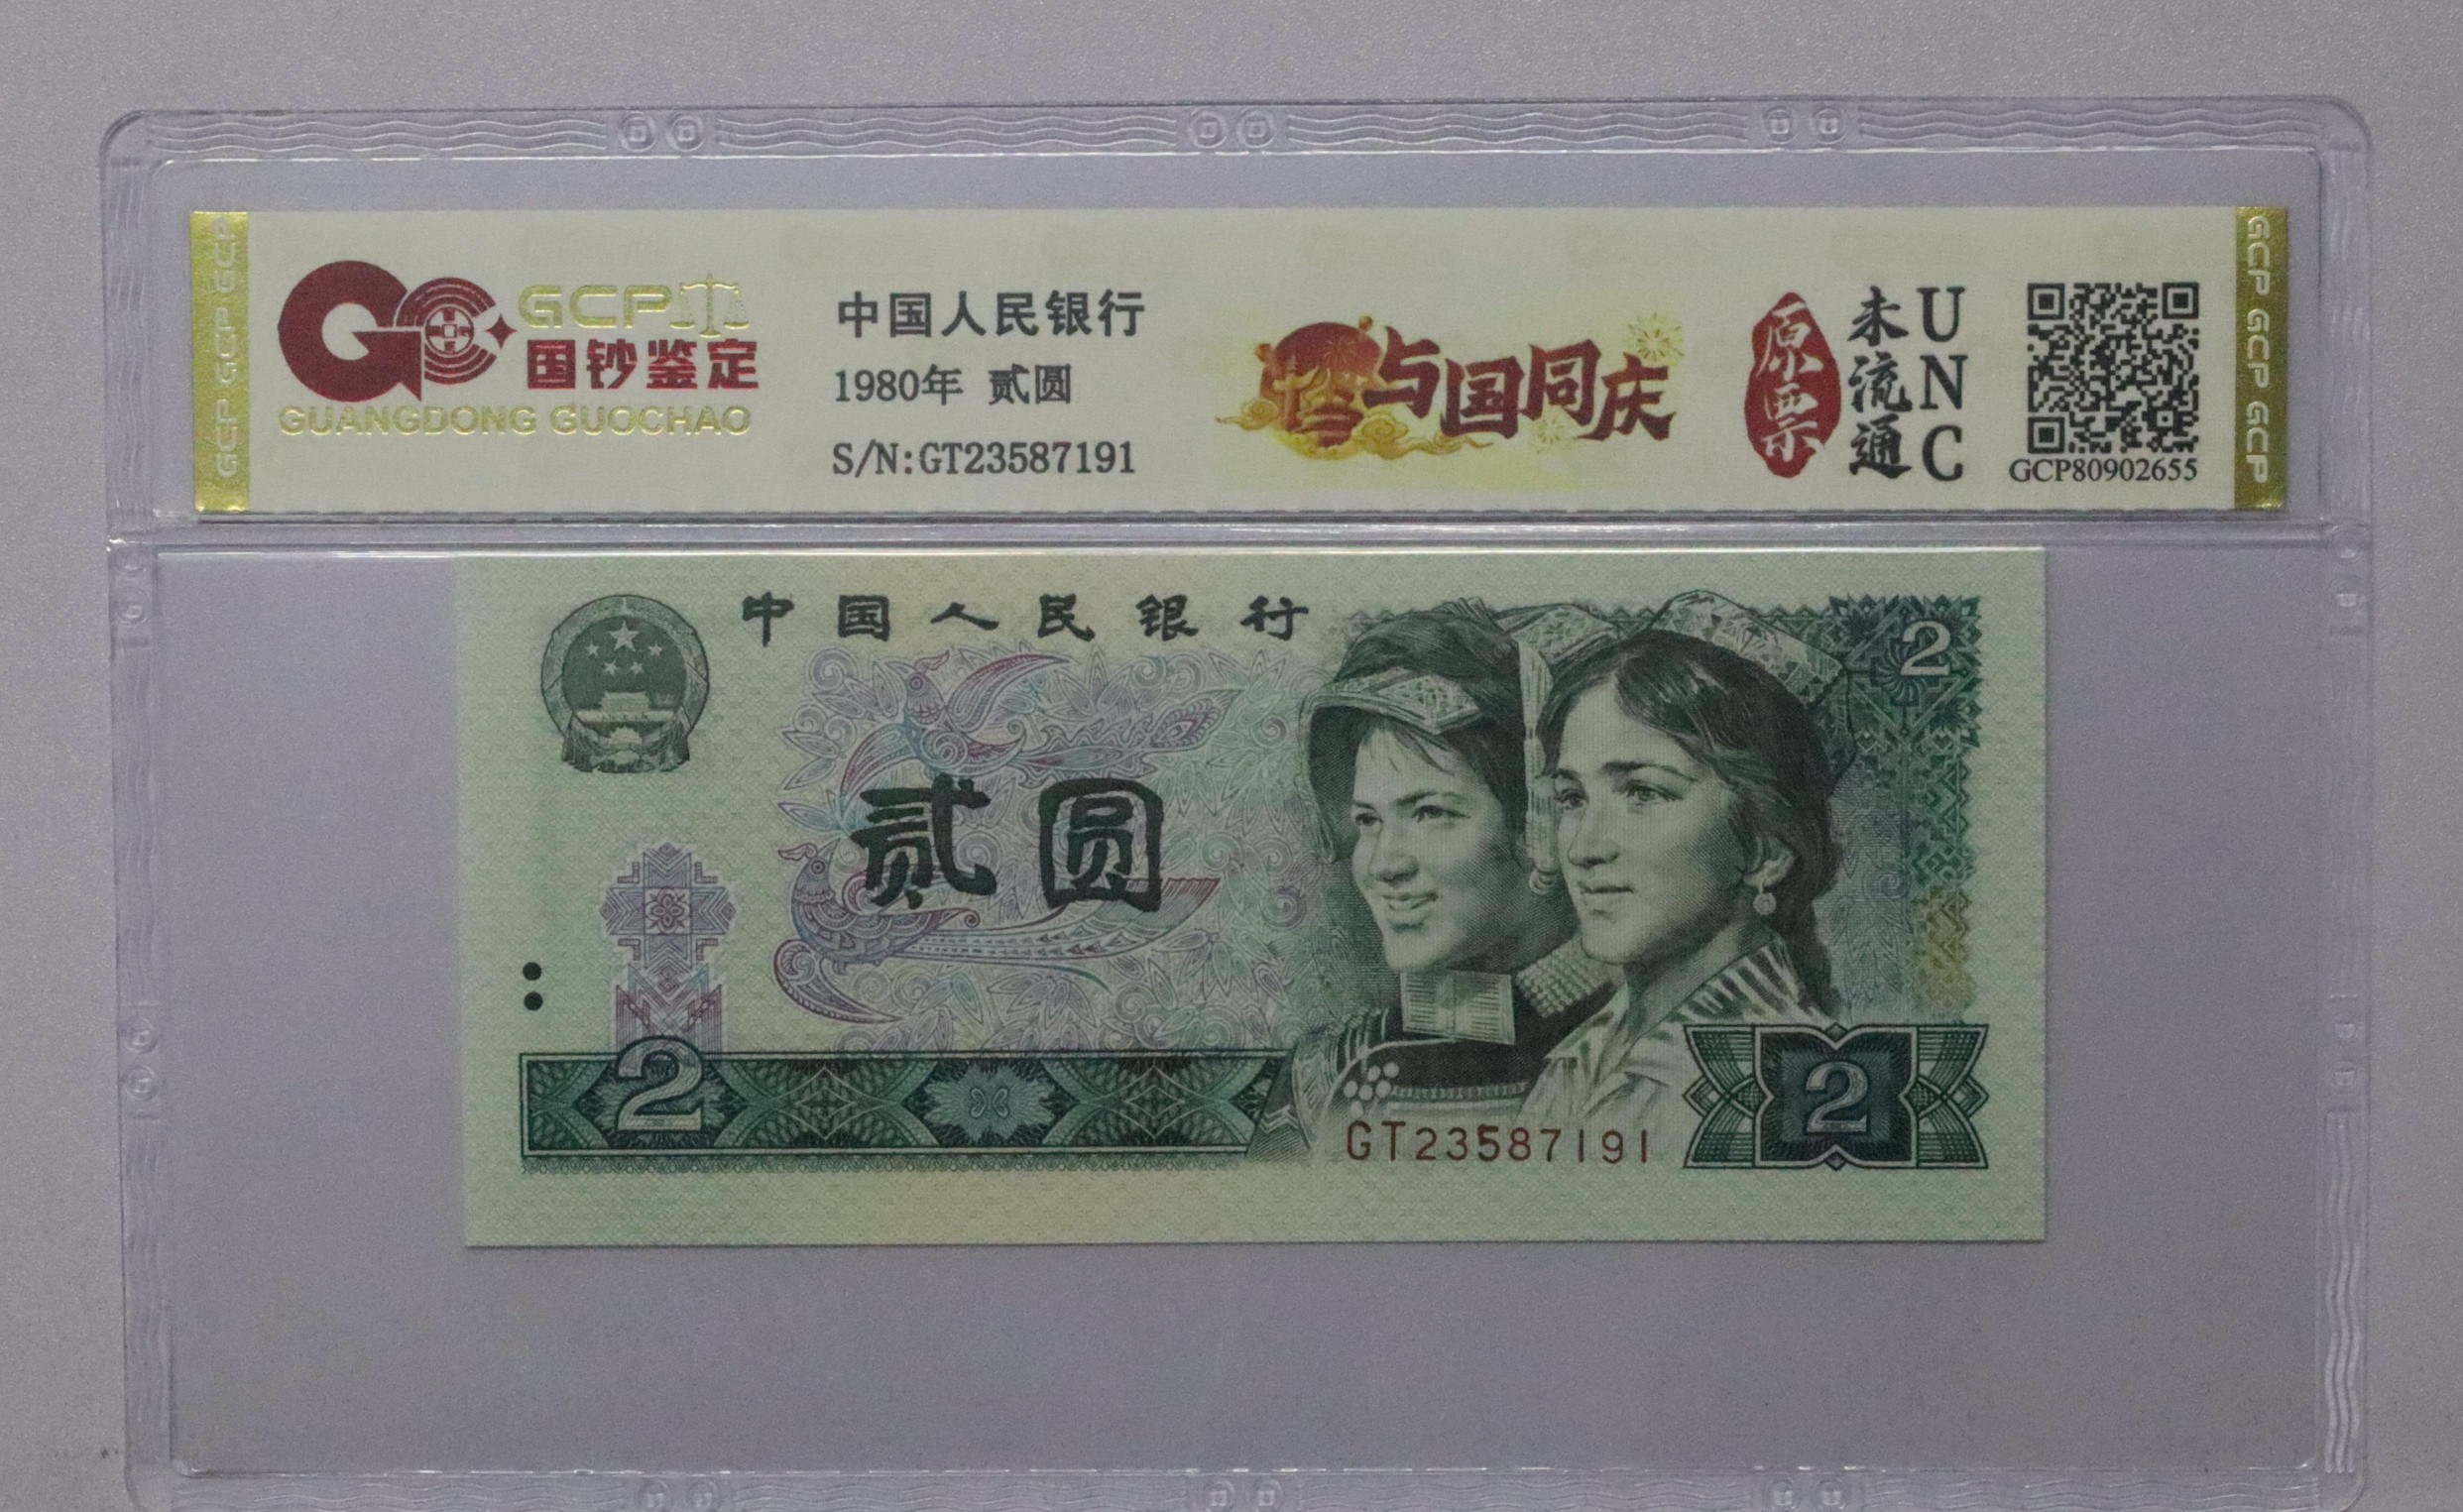 GCP
国钞鉴定
GUANGDONG GUOCHAO
GCP GCP GCP
中国人民银行
1980年 贰圆
S/N:GT23587191
与国同庆
原票
未流通
UNC
GCP80902655
GCP GCP GCP
中国人民银行
2
贰圆
2
2
GT23587191